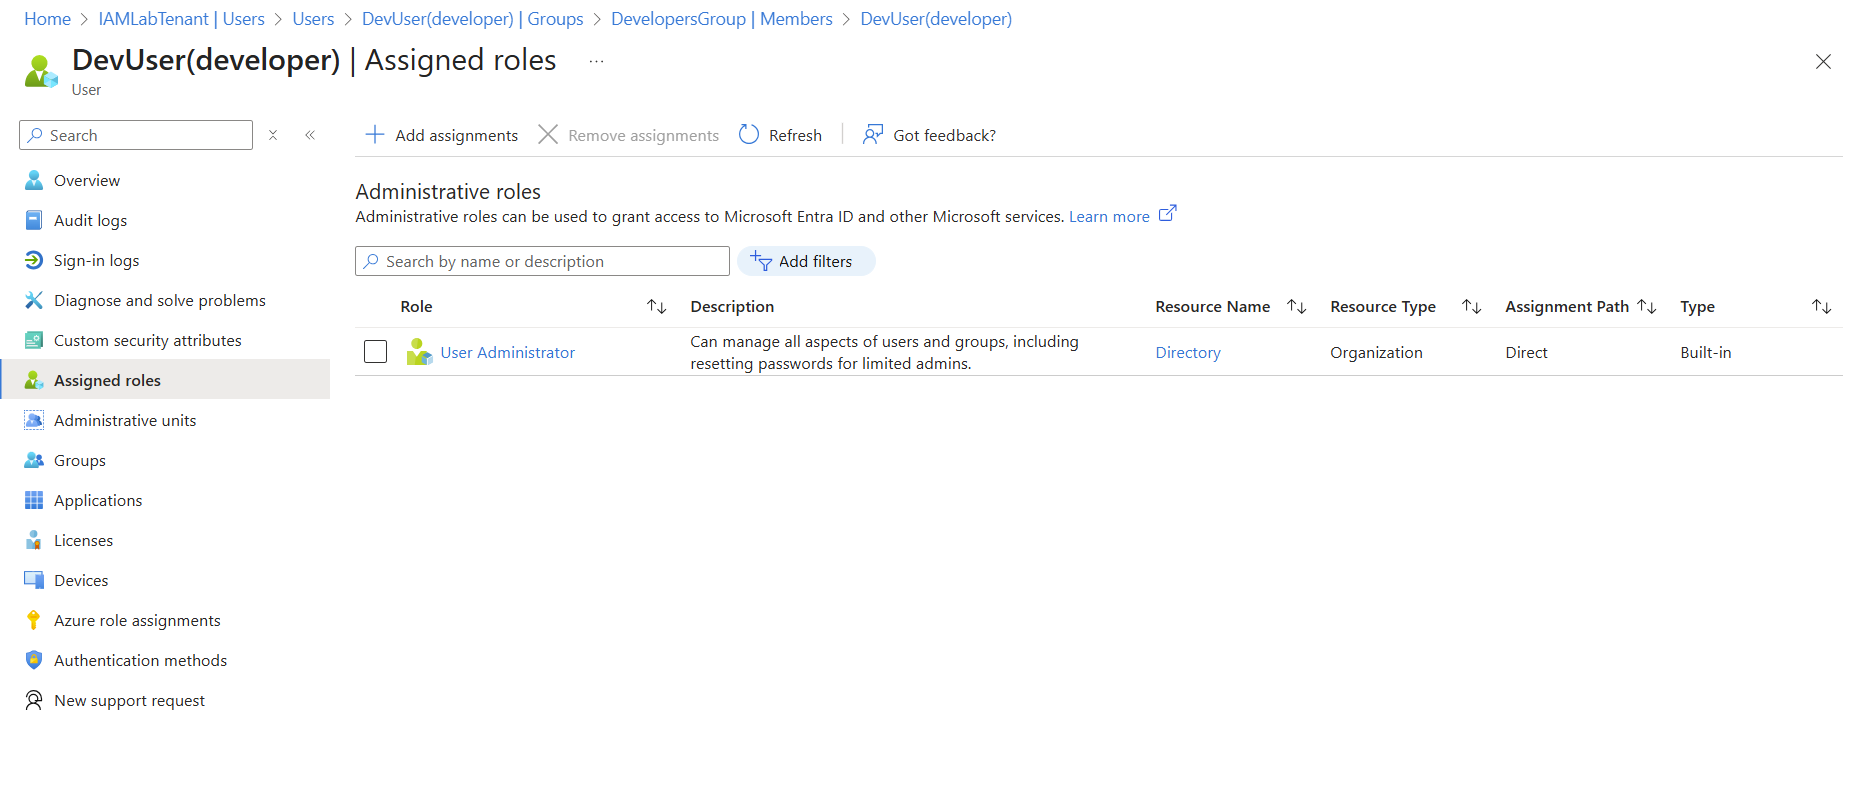 Home > IAMLabTenant | Users > Users > DevUser(developer) | Groups > DevelopersGroup | Members > DevUser(developer)
DevUser(developer) | Assigned roles ...
User
Search
Add assignments Remove assignments Refresh Got feedback?
Overview
Audit logs
Sign-in logs
Diagnose and solve problems
Custom security attributes
Assigned roles
Administrative units
Groups
Applications
Licenses
Devices
Azure role assignments
Authentication methods
New support request
Administrative roles
Administrative roles can be used to grant access to Microsoft Entra ID and other Microsoft services. Learn more
Search by name or description Add filters
Role Description Resource Name Resource Type Assignment Path Type
User Administrator Can manage all aspects of users and groups, including Directory Organization Direct Built-in
resetting passwords for limited admins.